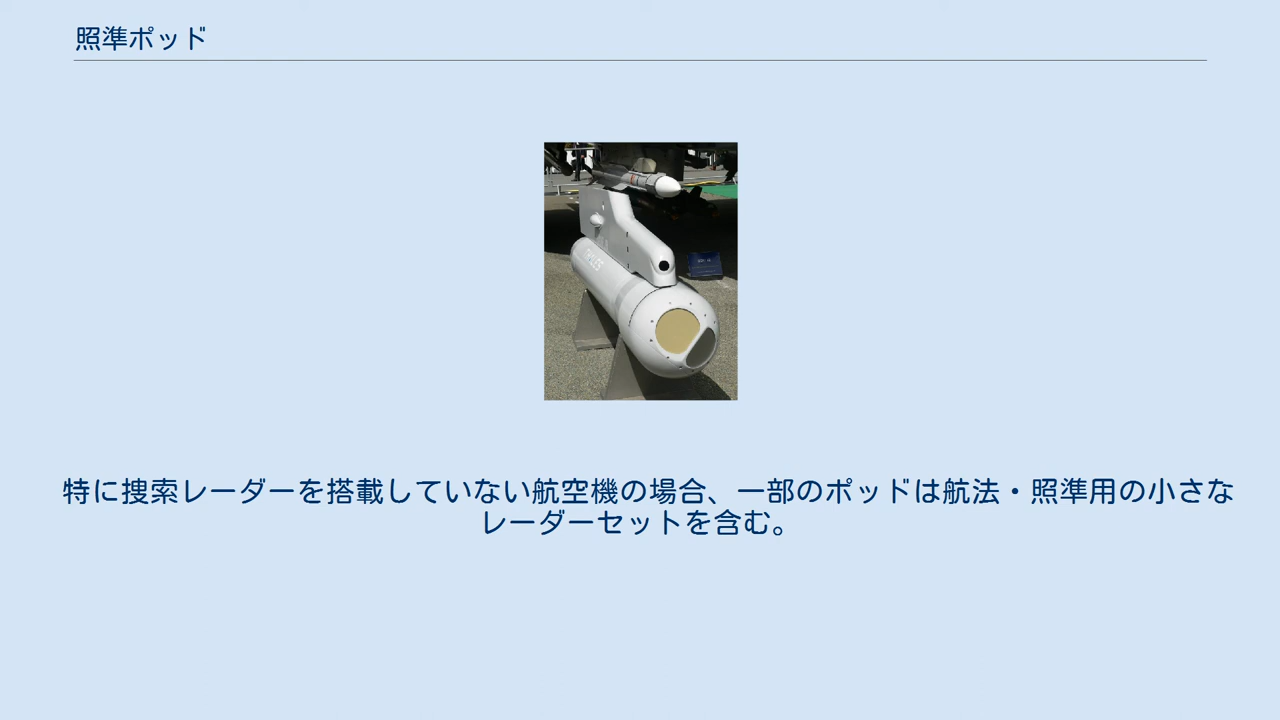 照準ポッド
特に捜索レーダーを搭載していない航空機の場合、一部のポッドは航法・照準用の小さな
レーダーセットを含む。